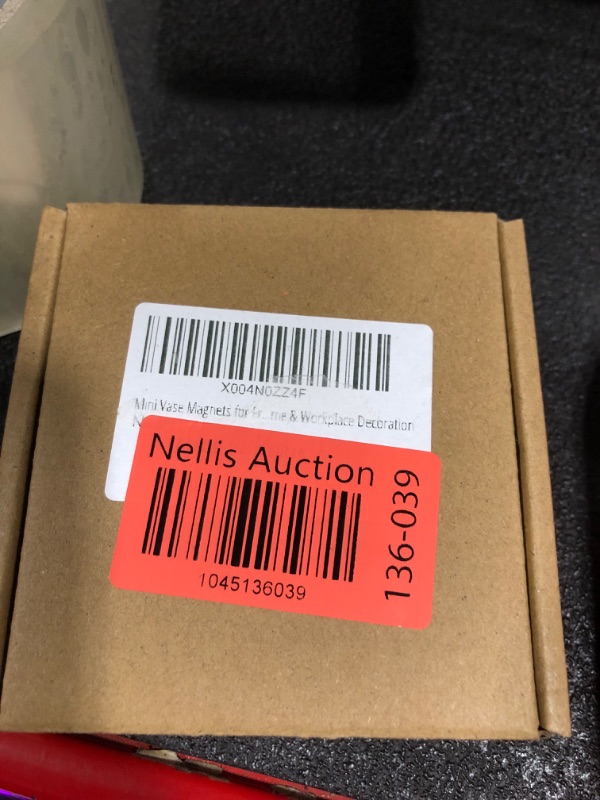 X004N0ZZ4F
Mini Vase Magnets for & Workplace Decoration
Nellis Auction
136-039
1045136039